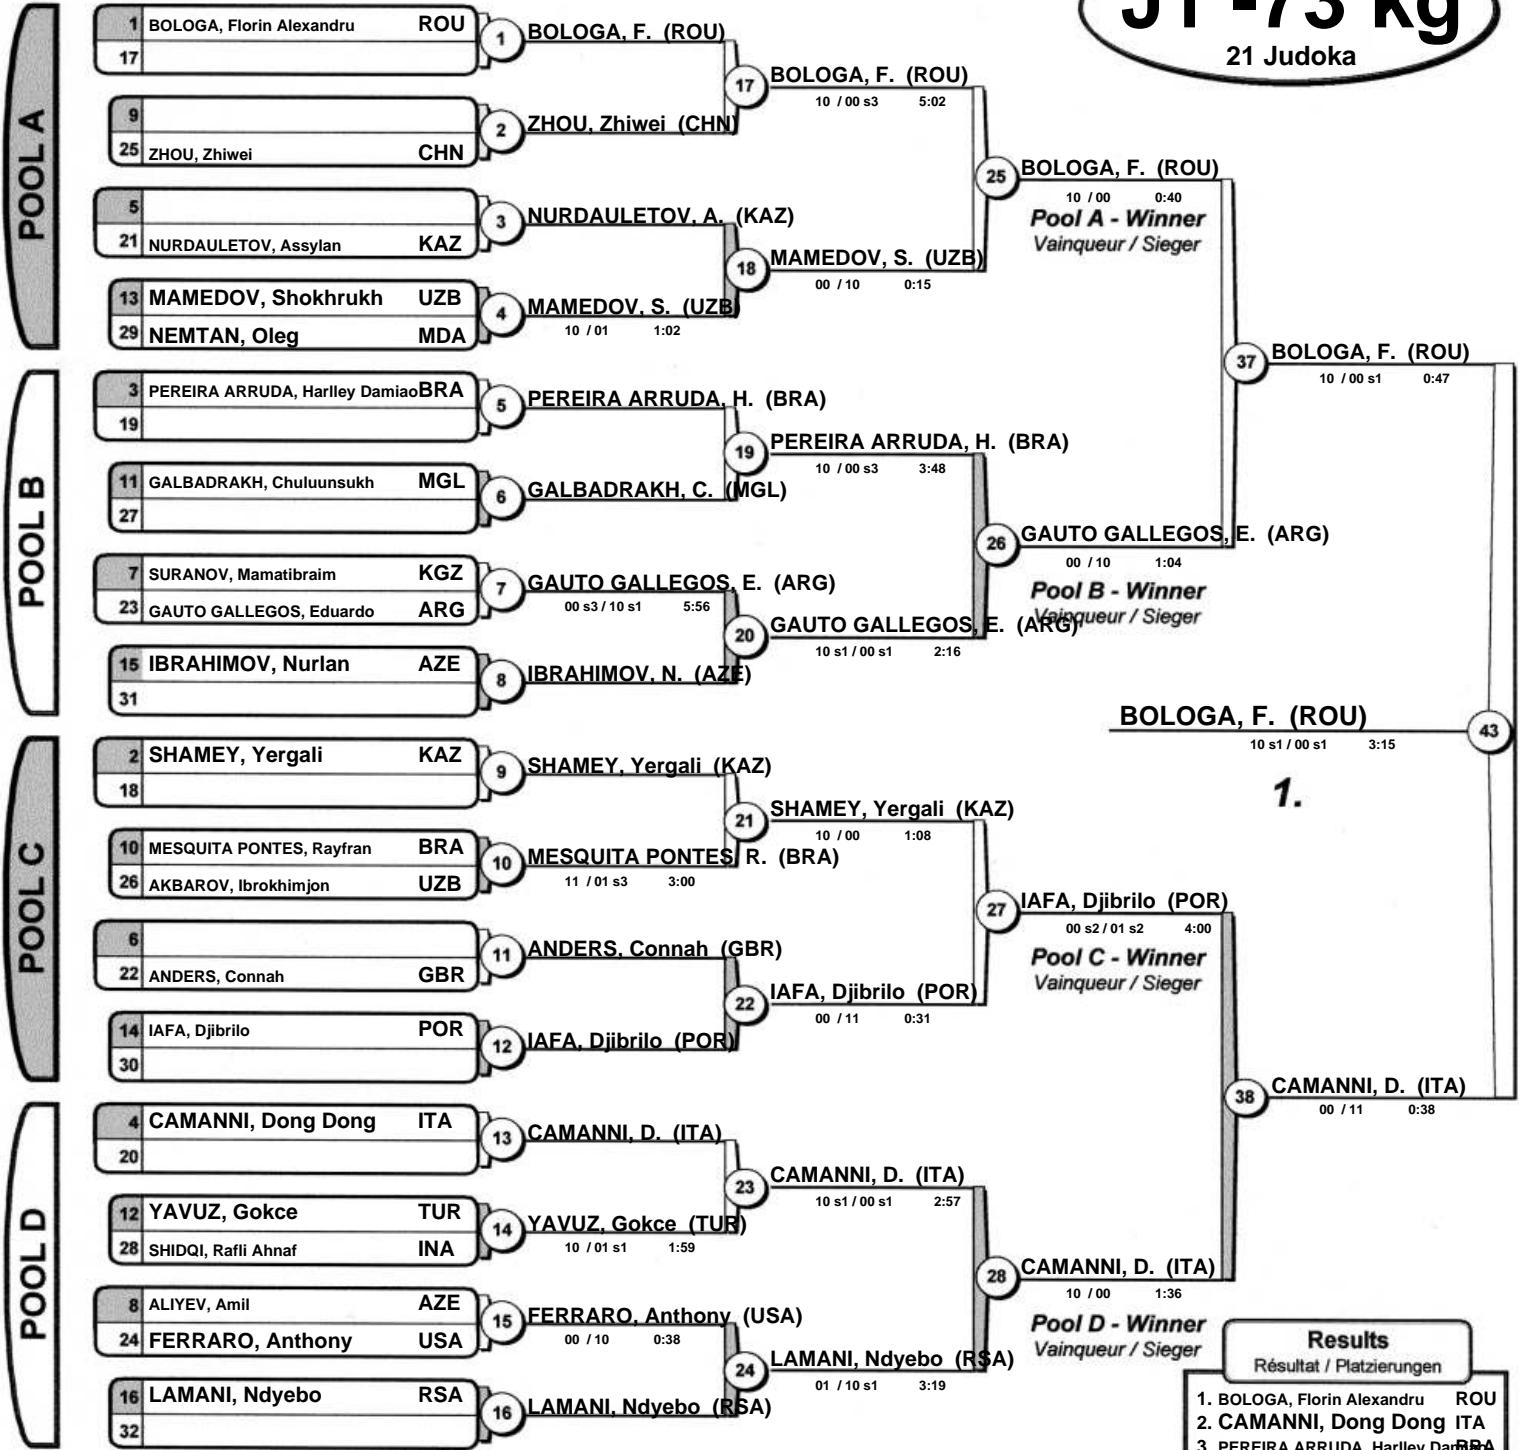 J1 -73 kg
21 Judoka
POOL A
1 BOLOGA, Florin Alexandru ROU
17
1 BOLOGA, F. (ROU)
9
25 ZHOU, Zhiwei CHN
2 ZHOU, Zhiwei (CHN)
17 BOLOGA, F. (ROU)
10 / 00 s3 5:02
5
21 NURDAULETOV, Assylan KAZ
3 NURDAULETOV, A. (KAZ)
13 MAMEDOV, Shokhrukh UZB
29 NEMTAN, Oleg MDA
4 MAMEDOV, S. (UZB)
10 / 01 1:02
18 MAMEDOV, S. (UZB)
00 / 10 0:15
25 BOLOGA, F. (ROU)
10 / 00 0:40
Pool A - Winner
Vainqueur / Sieger
POOL B
3 PEREIRA ARRUDA, Harlley Damiao BRA
19
5 PEREIRA ARRUDA, H. (BRA)
11 GALBADRAKH, Chuluunsukh MGL
27
6 GALBADRAKH, C. (MGL)
19 PEREIRA ARRUDA, H. (BRA)
10 / 00 s3 3:48
7 SURANOV, Mamatibraim KGZ
23 GAUTO GALLEGOS, Eduardo ARG
7 GAUTO GALLEGOS, E. (ARG)
00 s3 / 10 s1 5:56
15 IBRAHIMOV, Nurlan AZE
31
8 IBRAHIMOV, N. (AZE)
20 GAUTO GALLEGOS, E. (ARG)
10 s1 / 00 s1 2:16
26 GAUTO GALLEGOS, E. (ARG)
00 / 10 1:04
Pool B - Winner
Vainqueur / Sieger
37 BOLOGA, F. (ROU)
10 / 00 s1 0:47
POOL C
2 SHAMEY, Yergali KAZ
18
9 SHAMEY, Yergali (KAZ)
10 MESQUITA PONTES, Rayfran BRA
26 AKBAROV, Ibrokhimjon UZB
10 MESQUITA PONTES, R. (BRA)
11 / 01 s3 3:00
21 SHAMEY, Yergali (KAZ)
10 / 00 1:08
6
22 ANDERS, Connah GBR
11 ANDERS, Connah (GBR)
14 IAFA, Djibrilo POR
30
12 IAFA, Djibrilo (POR)
22 IAFA, Djibrilo (POR)
00 / 11 0:31
27 IAFA, Djibrilo (POR)
00 s2 / 01 s2 4:00
Pool C - Winner
Vainqueur / Sieger
POOL D
4 CAMANNI, Dong Dong ITA
20
13 CAMANNI, D. (ITA)
12 YAVUZ, Gokce TUR
28 SHIDQI, Rafli Ahnaf INA
14 YAVUZ, Gokce (TUR)
10 / 01 s1 1:59
23 CAMANNI, D. (ITA)
10 s1 / 00 s1 2:57
8 ALIYEV, Amil AZE
24 FERRARO, Anthony USA
15 FERRARO, Anthony (USA)
00 / 10 0:38
16 LAMANI, Ndyebo RSA
32
16 LAMANI, Ndyebo (RSA)
24 LAMANI, Ndyebo (RSA)
01 / 10 s1 3:19
28 CAMANNI, D. (ITA)
10 / 00 1:36
Pool D - Winner
Vainqueur / Sieger
38 CAMANNI, D. (ITA)
00 / 11 0:38
BOLOGA, F. (ROU) 43
10 s1 / 00 s1 3:15
1.
Results
Résultat / Platzierungen
1. BOLOGA, Florin Alexandru ROU
2. CAMANNI, Dong Dong ITA
3. PEREIRA ARRUDA, Harlley Damiao BRA